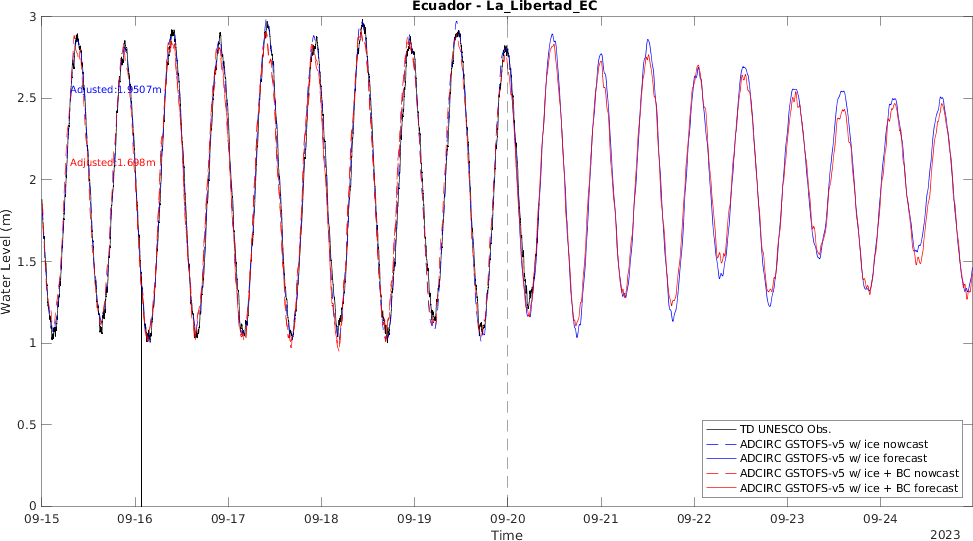 Ecuador - La_Libertad_EC
3
2.5
2
1.5
1
0.5
0
Water Level (m)
Adjusted:1.9507m
Adjusted:1.698m
TD UNESCO Obs.
ADCIRC GSTOFS-v5 w/ ice nowcast
ADCIRC GSTOFS-v5 w/ ice forecast
ADCIRC GSTOFS-v5 w/ ice + BC nowcast
ADCIRC GSTOFS-v5 w/ ice + BC forecast
09-15 09-16 09-17 09-18 09-19 09-20 09-21 09-22 09-23 09-24
Time
2023